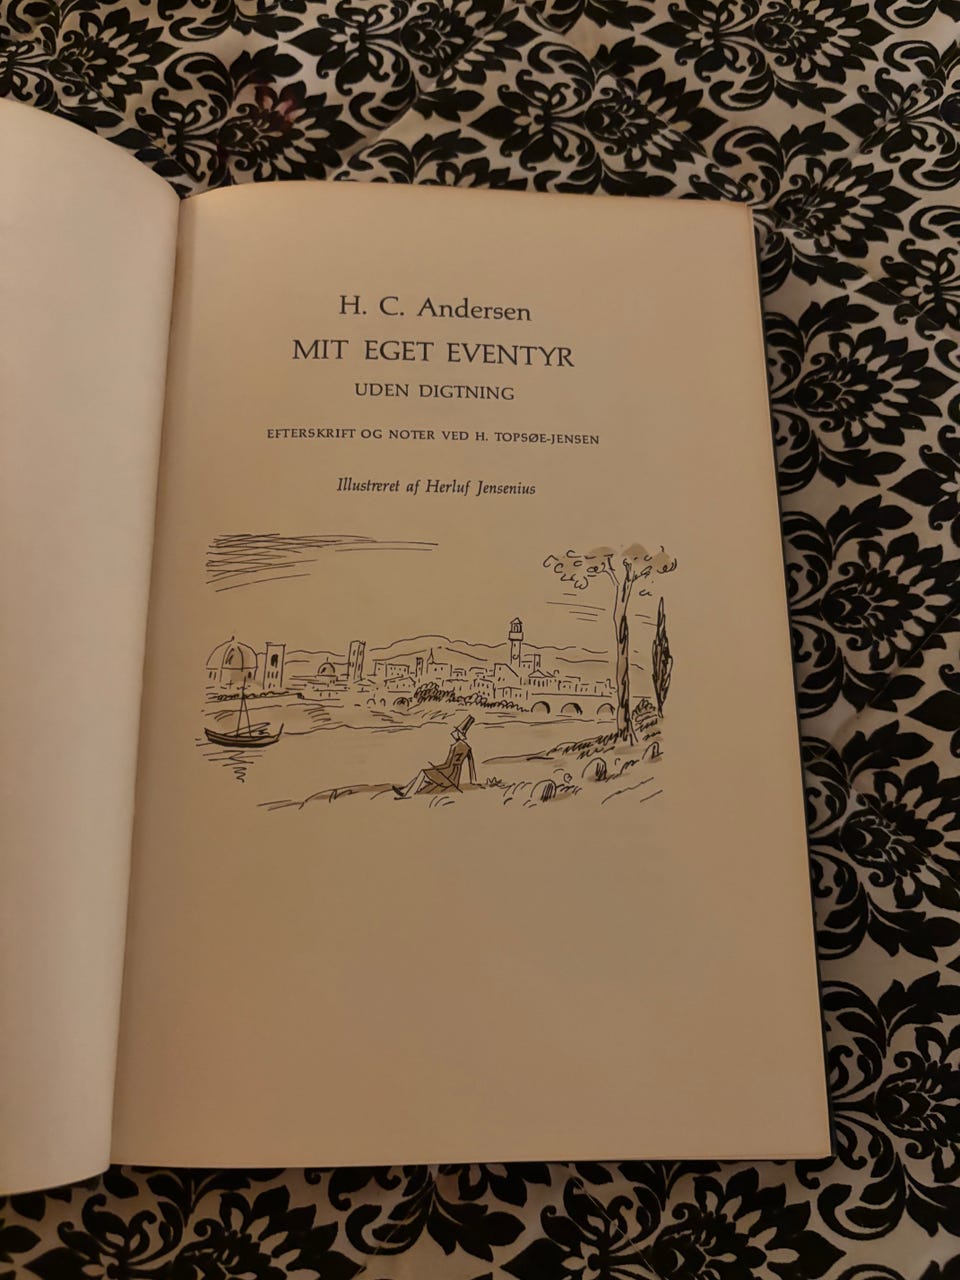 H. C. Andersen
MIT EGET EVENTYR
UDEN DIGTNING
EFTERSKRIFT OG NOTER VED H. TOPSØE-JENSEN
Illustreret af Herluf Jensenius